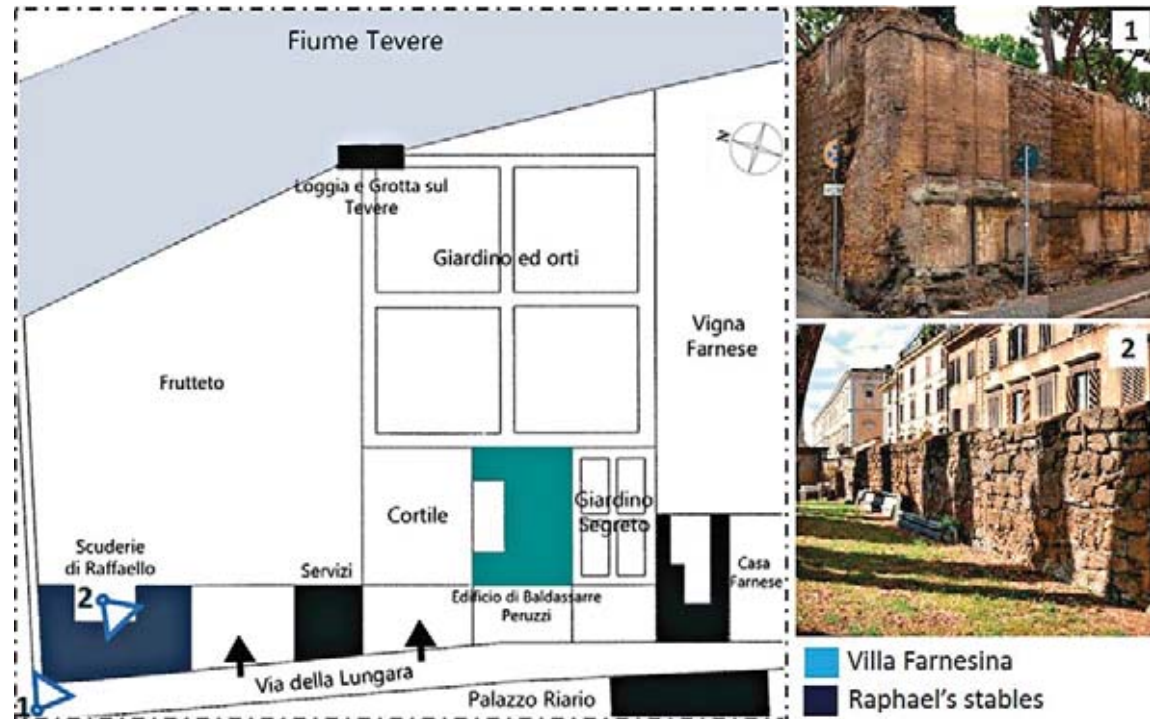 Fiume Tevere
N
Loggia e Grotta sul
Tevere
Giardino ed orti
Vigna
Farnese
Frutteto
Cortile
Giardino
Segreto
Scuderie
di Raffaello
Servizi
Casa
Farnese
Edificio di Baldassarre
Peruzzi
2
1
Via della Lungara
Palazzo Riario
1
2
Villa Farnesina
Raphael's stables